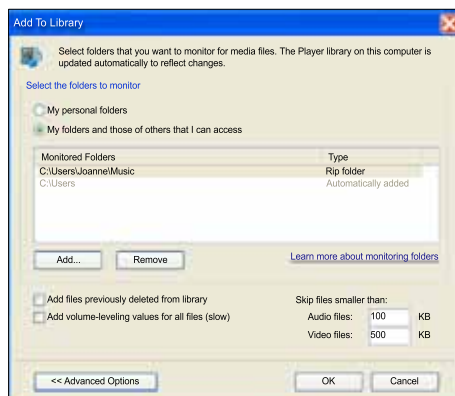 Add To Library
Select folders that you want to monitor for media files. The Player library on this computer is
updated automatically to reflect changes.
Select the folders to monitor
My personal folders
My folders and those of others that I can access
Monitored Folders Type
C:\Users\Joanne\Music Rip folder
C:\Users Automatically added
Add... Remove Learn more about monitoring folders
Add files previously deleted from library Skip files smaller than:
Add volume-leveling values for all files (slow) Audio files: 100 KB
Video files: 500 KB
<< Advanced Options OK Cancel